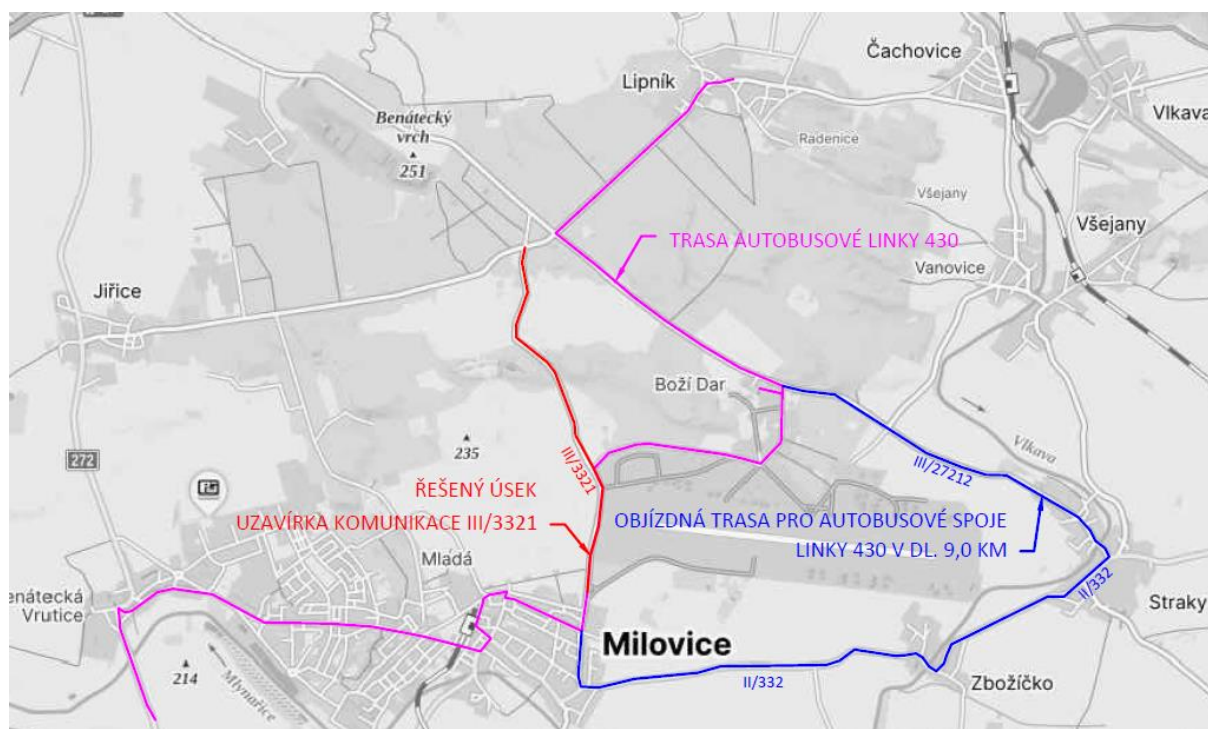 Čachovice
Lipník
Vlkava
Benátecký
vrch
251
Radenice
Všejany
Všejany
TRASA AUTOBUSOVÉ LINKY 430
Vanovice
Jiřice
Boží Dar
Vlkava
272
235
III/3321
III/27212
ŘEŠENÝ ÚSEK
UZAVÍRKA KOMUNIKACE III/3321
OBJÍZDNÁ TRASA PRO AUTOBUSOVÉ SPOJE
LINKY 430 V DL. 9,0 KM
Mladá
enátecká
Vrutice
II/332
Straky
Milovice
214
Mlynařice
II/332
Zbožíčko